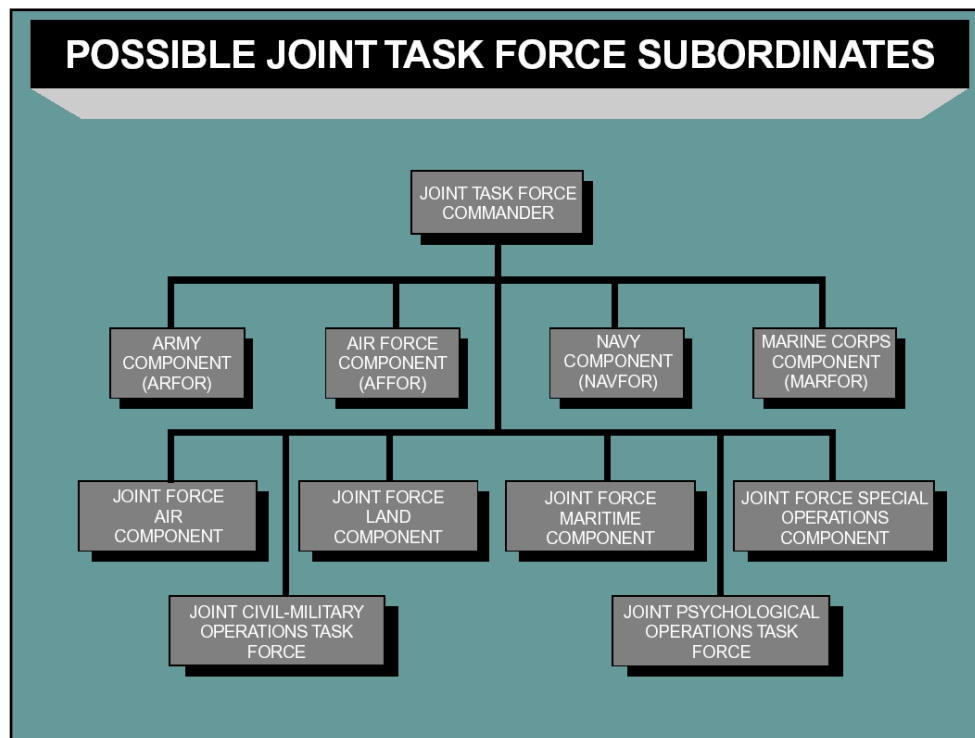 POSSIBLE JOINT TASK FORCE SUBORDINATES
JOINT TASK FORCE
COMMANDER
ARMY
COMPONENT
(ARFOR)
AIR FORCE
COMPONENT
(AFFOR)
NAVY
COMPONENT
(NAVFOR)
MARINE CORPS
COMPONENT
(MARFOR)
JOINT FORCE
AIR
COMPONENT
JOINT FORCE
LAND
COMPONENT
JOINT FORCE
MARITIME
COMPONENT
JOINT FORCE SPECIAL
OPERATIONS
COMPONENT
JOINT CIVIL-MILITARY
OPERATIONS TASK
FORCE
JOINT PSYCHOLOGICAL
OPERATIONS TASK
FORCE